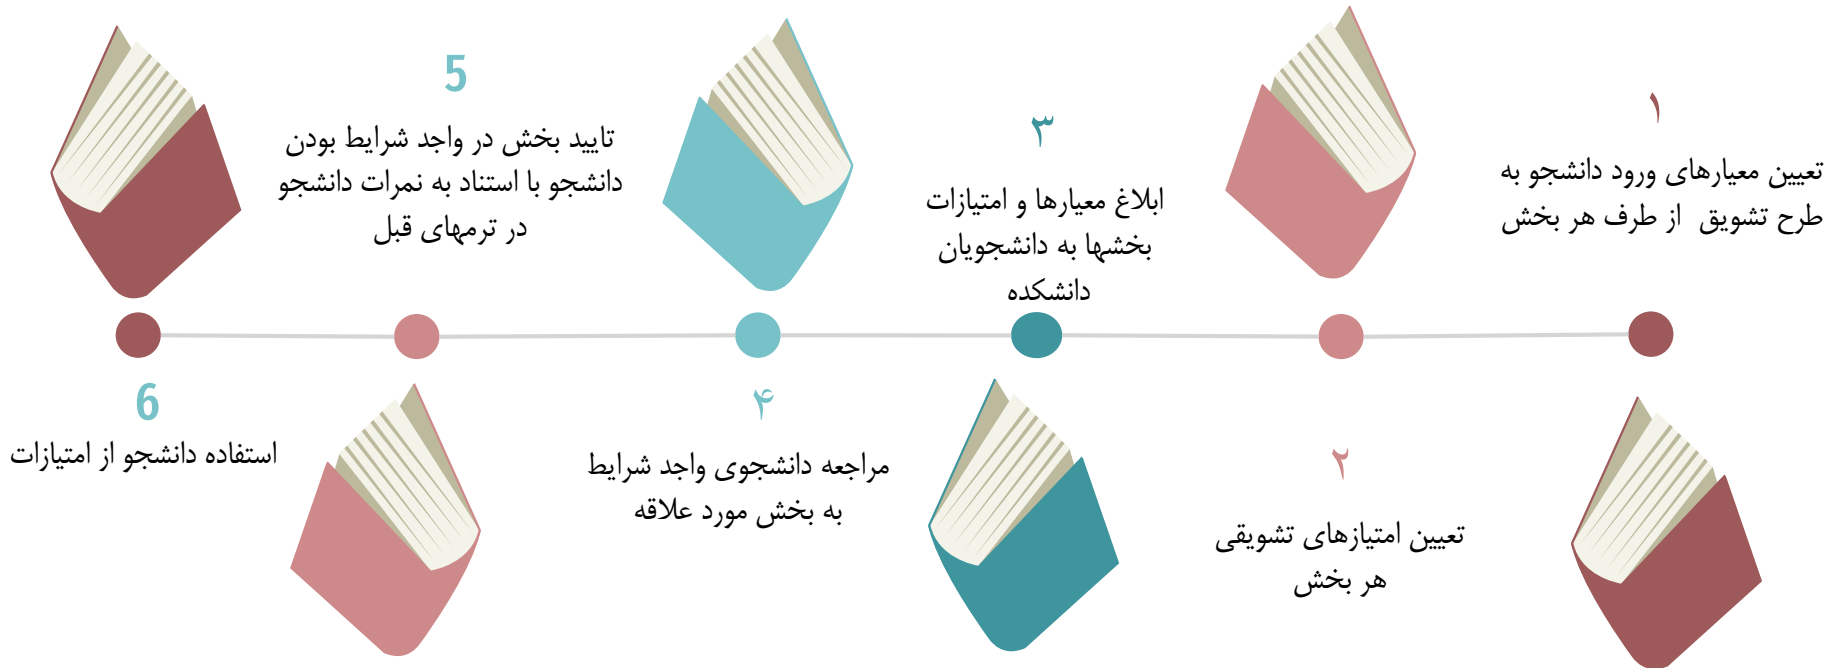 ۱
تعیین معیارهای ورود دانشجو به
طرح تشویق از طرف هر بخش
۲
تعیین امتیازهای تشویقی
هر بخش
۳
ابلاغ معیارها و امتیازات
بخشها به دانشجویان
دانشکده
۴
مراجعه دانشجوی واجد شرایط
به بخش مورد علاقه
5
تایید بخش در واجد شرایط بودن
دانشجو با استناد به نمرات دانشجو
در ترمهای قبل
6
استفاده دانشجو از امتیازات